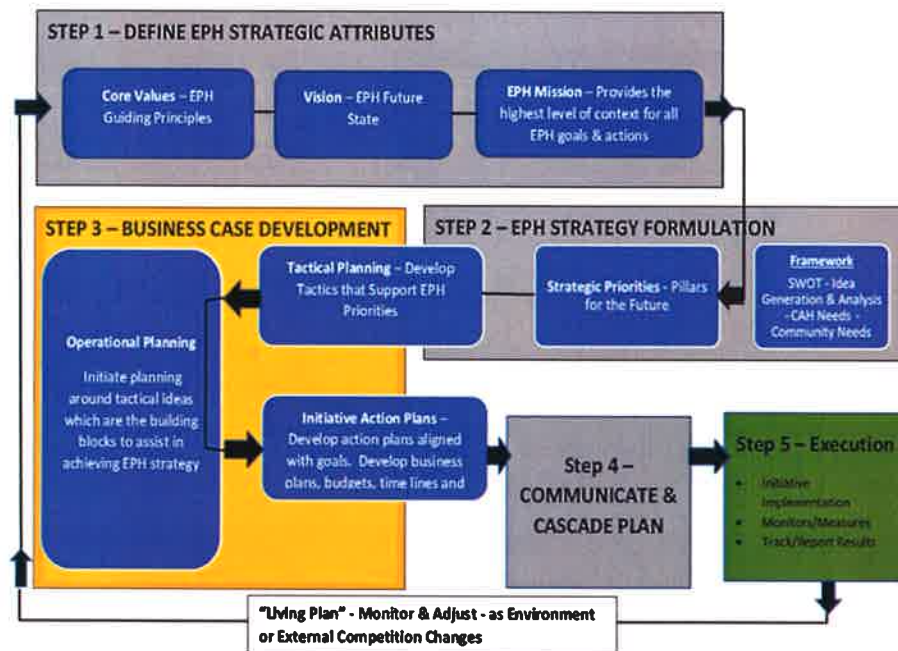 STEP 1 – DEFINE EPH STRATEGIC ATTRIBUTES
Core Values – EPH
Guiding Principles
Vision – EPH Future
State
EPH Mission – Provides the
highest level of context for all
EPH goals & actions
STEP 2 – EPH STRATEGY FORMULATION
Framework
SWOT - Idea
Generation & Analysis
- CAH Needs -
Community Needs
Strategic Priorities - Pillars
for the Future
Tactical Planning – Develop
Tactics that Support EPH
Priorities
STEP 3 – BUSINESS CASE DEVELOPMENT
Operational Planning
Initiate planning
around tactical ideas
which are the building
blocks to assist in
achieving EPH strategy
Initiative Action Plans –
Develop action plans aligned
with goals. Develop business
plans, budgets, time lines and
Step 4 –
COMMUNICATE &
CASCADE PLAN
Step 5 – Execution
• Initiative
Implementation
• Monitors/Measures
• Track/Report Results
"Living Plan" - Monitor & Adjust - as Environment
or External Competition Changes